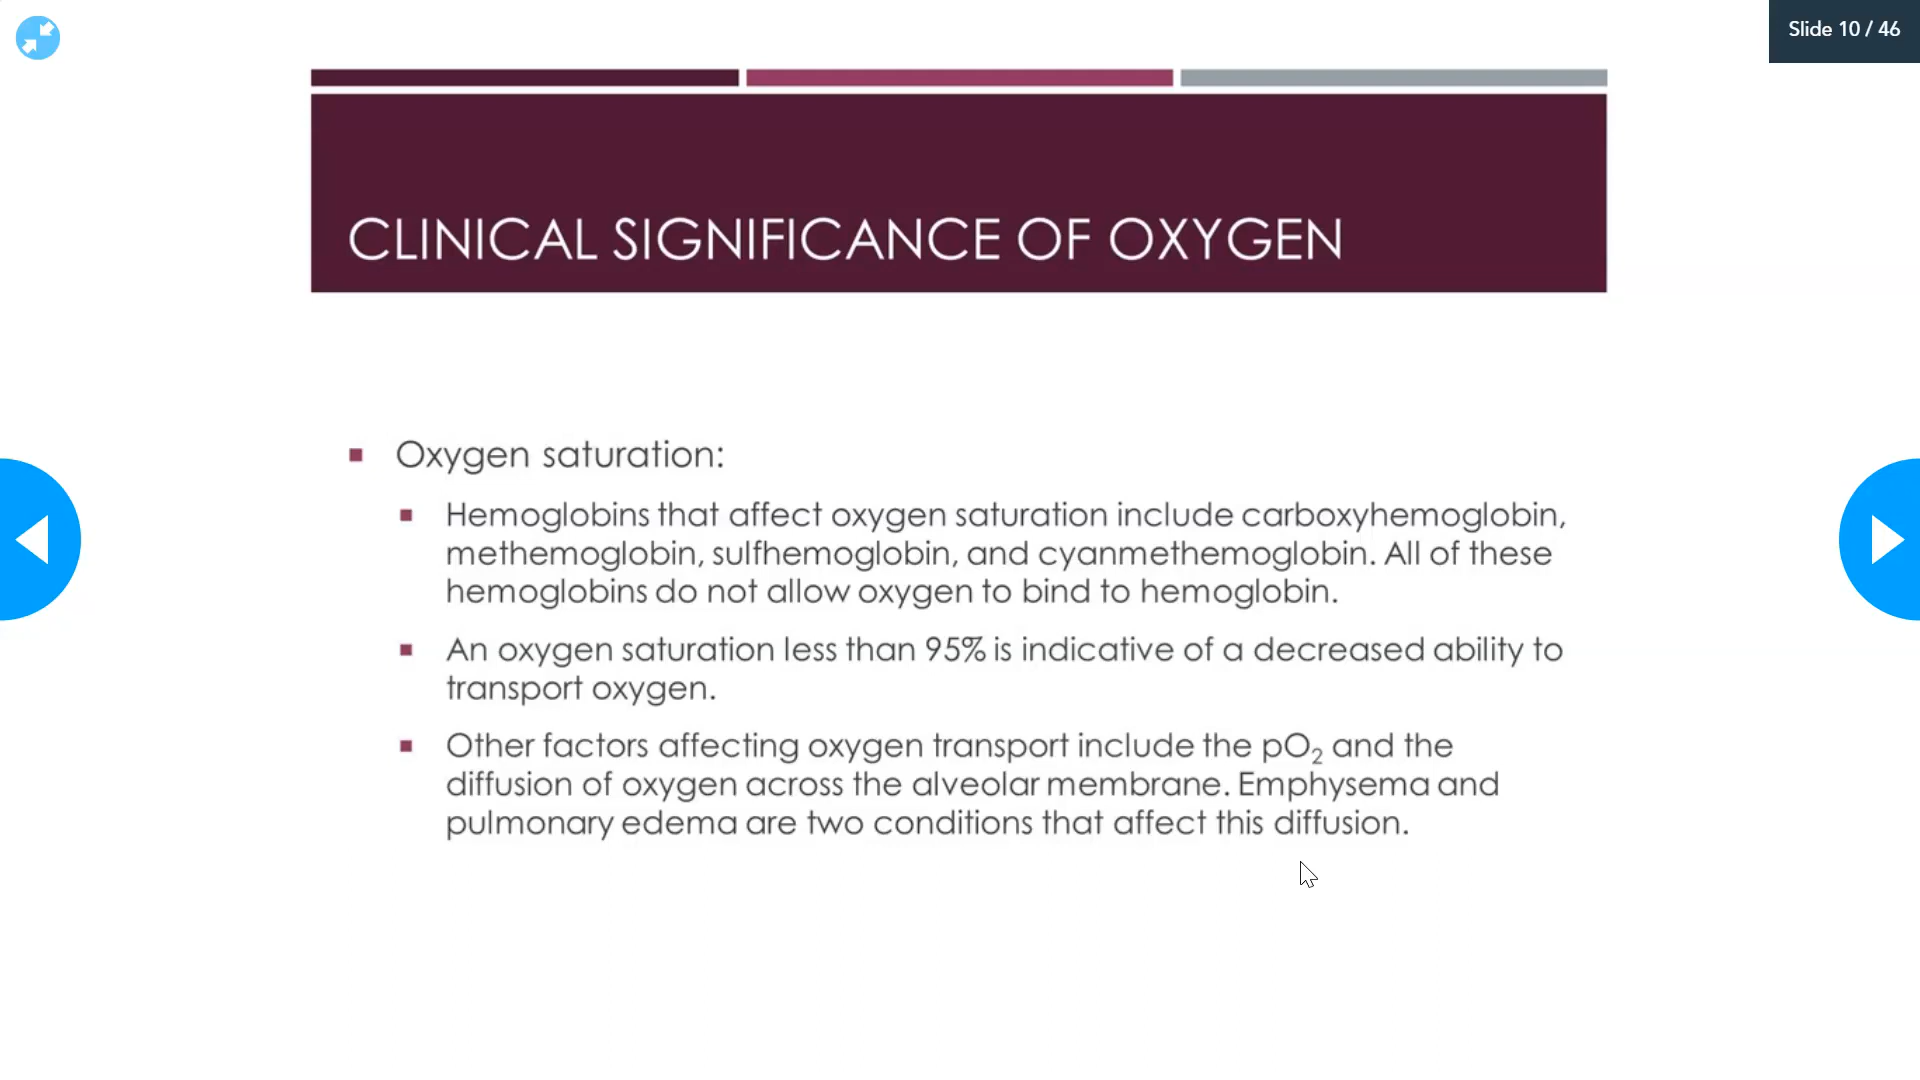 Slide 10 / 46
CLINICAL SIGNIFICANCE OF OXYGEN
Oxygen saturation:
Hemoglobins that affect oxygen saturation include carboxyhemoglobin,
methemoglobin, sulfhemoglobin, and cyanmethemoglobin. All of these
hemoglobins do not allow oxygen to bind to hemoglobin.
An oxygen saturation less than 95% is indicative of a decreased ability to
transport oxygen.
Other factors affecting oxygen transport include the pO₂ and the
diffusion of oxygen across the alveolar membrane. Emphysema and
pulmonary edema are two conditions that affect this diffusion.